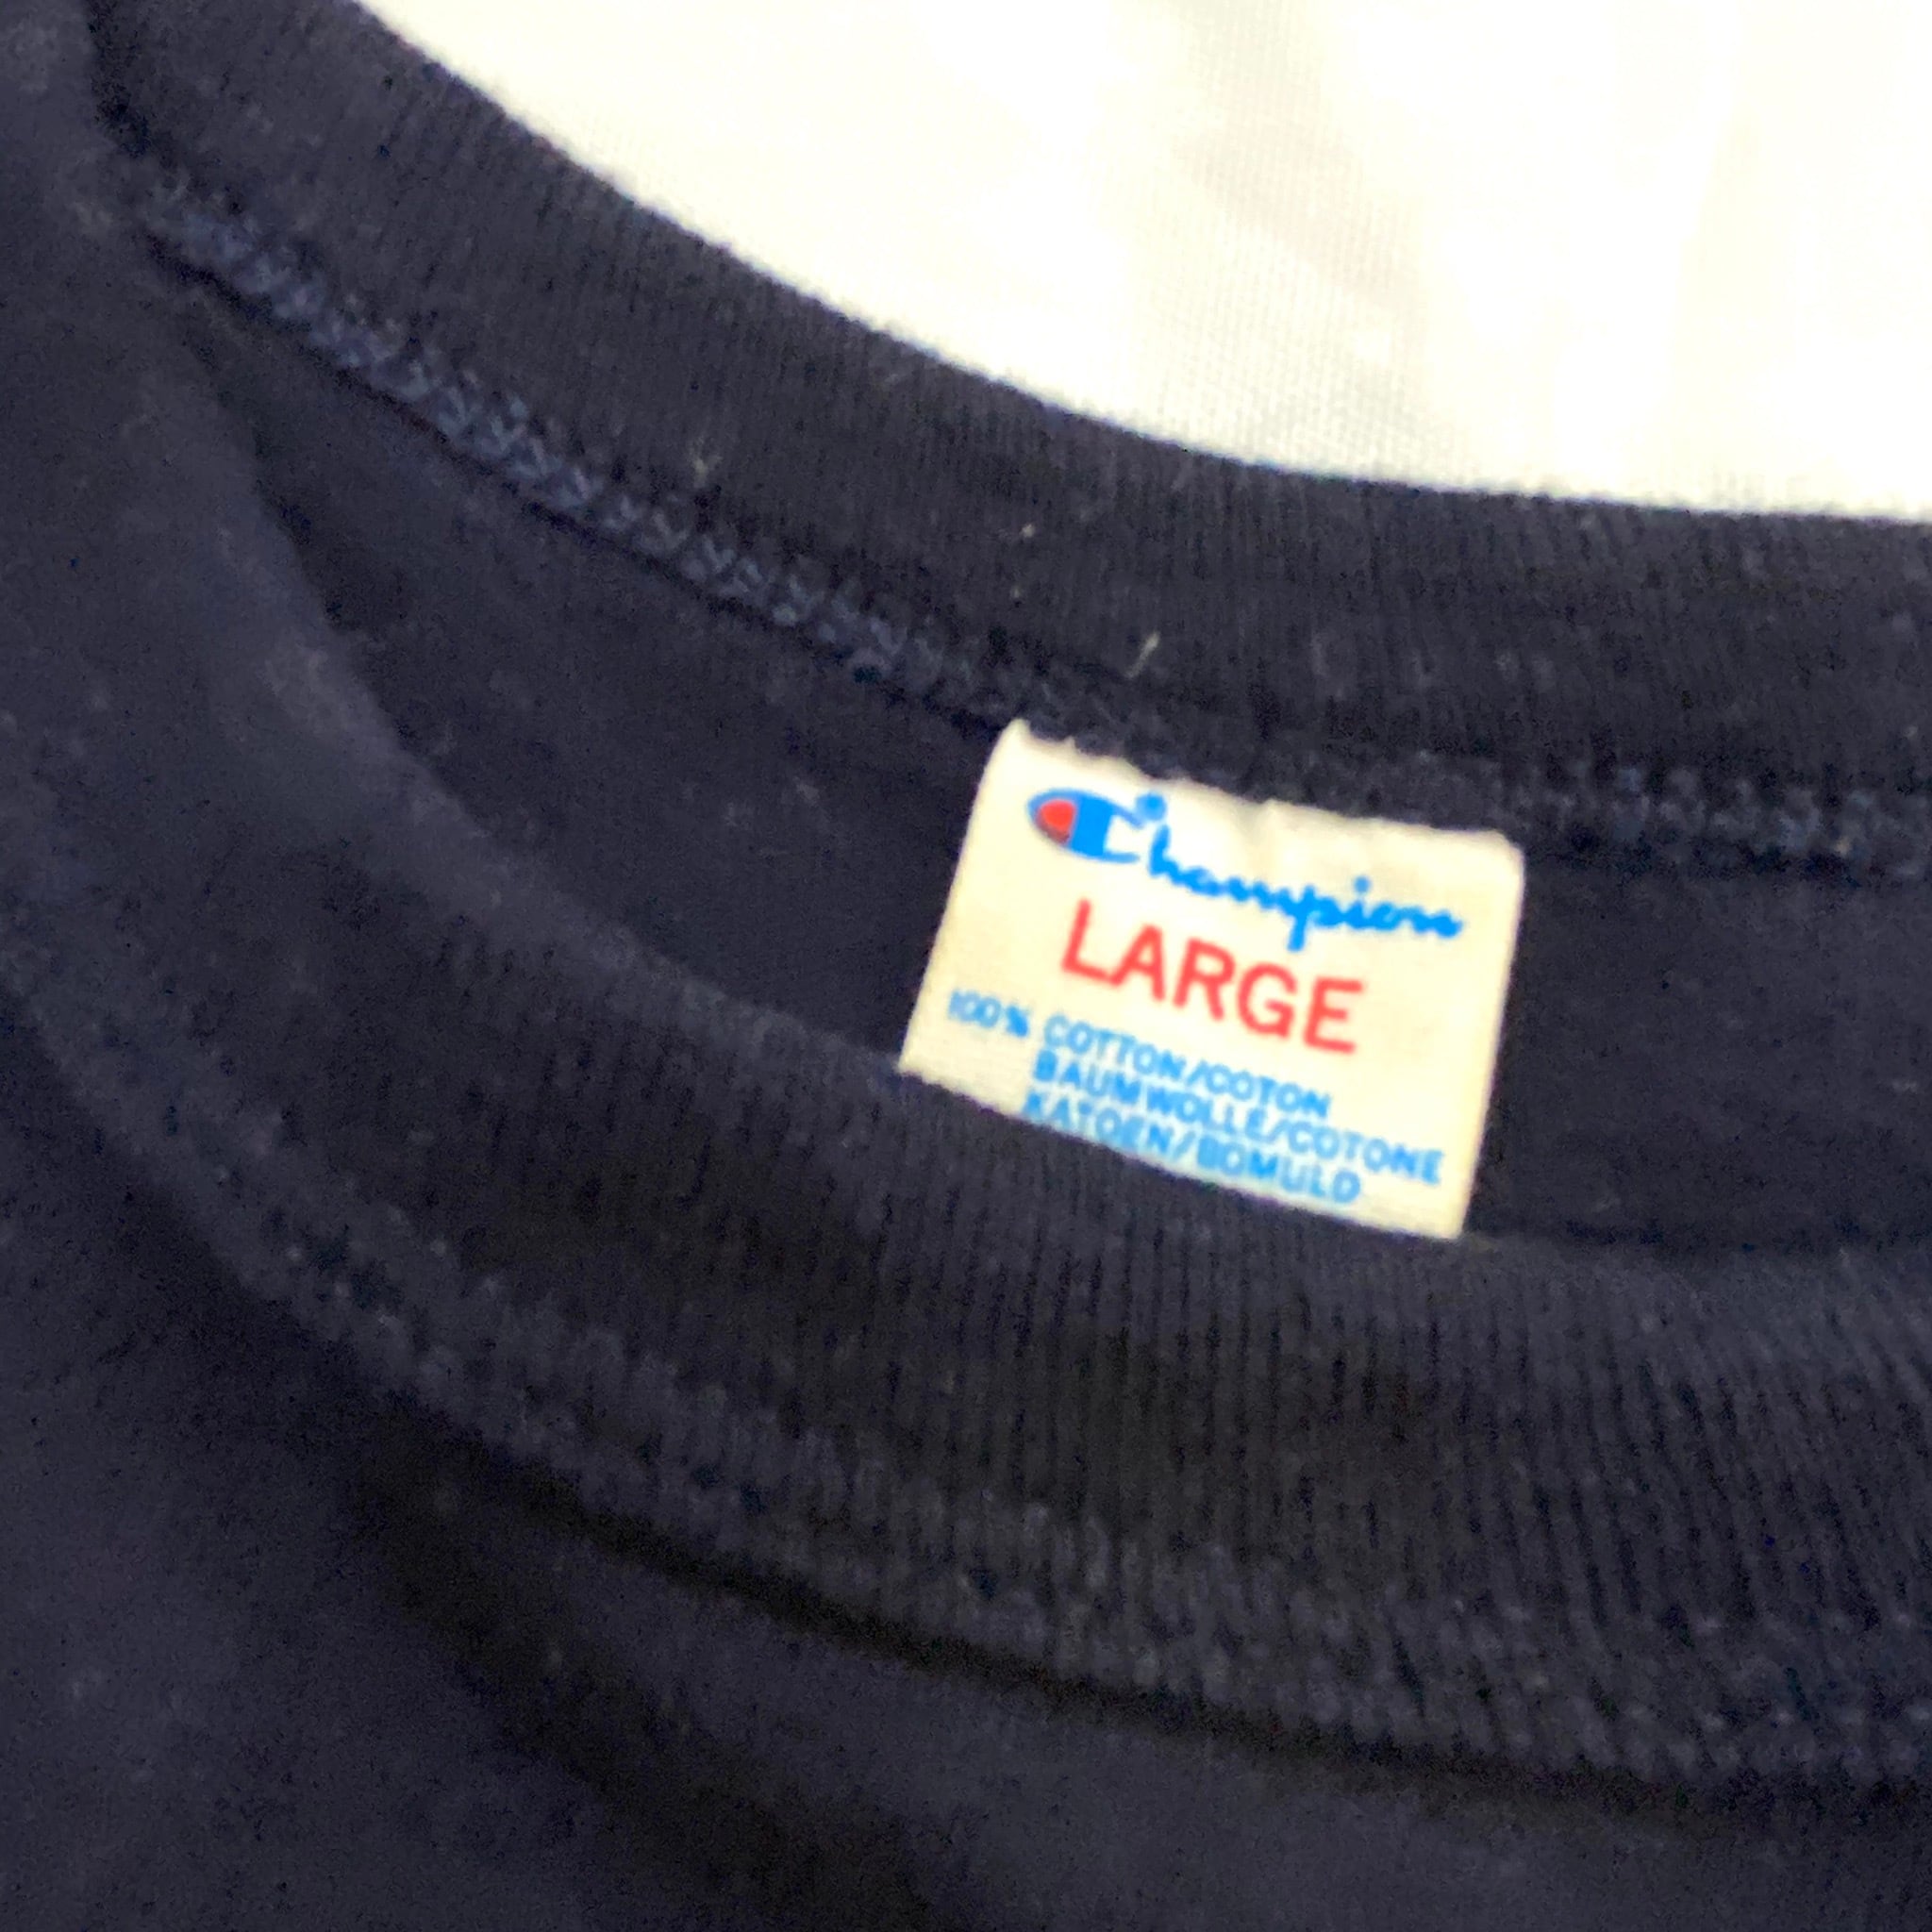 Champion
LARGE
100% COTTON/COTON
BAUMWOLLE/COTONE
KATOEN/BOMULD